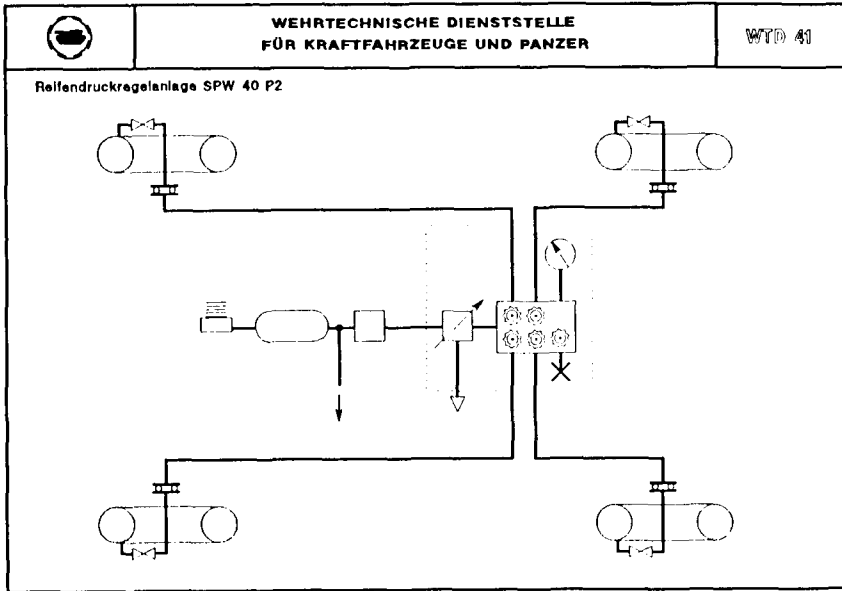 WEHRTECHNISCHE DIENSTSTELLE
FÜR KRAFTFAHRZEUGE UND PANZER
WTD 41
Reifendruckregelanlage SPW 40 P2